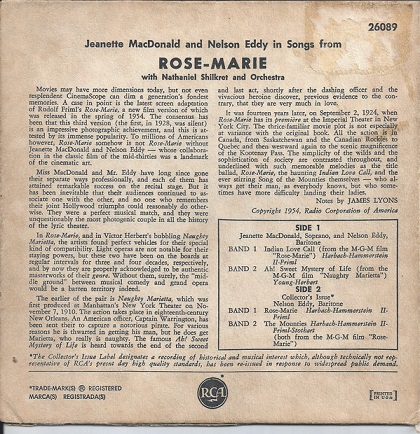 26089
Jeanette MacDonald and Nelson Eddy in Songs from
ROSE-MARIE
with Nathaniel Shilkret and Orchestra
Movies may have more dimensions today, but not even
resplendent CinemaScope can dim a generation's fondest
memories. A case in point is the latest screen adaptation
of Rudolf Friml's Rose-Marie, a new film version of which
was released in the spring of 1954. The consensus has
been that this third version (the first, in 1928, was silent)
is an impressive photographic achievement, and this is at-
tested by its immense popularity. To millions of Americans
however, Rose-Marie somehow is not Rose-Marie without
Jeanette MacDonald and Nelson Eddy — whose collabora-
tion in the classic film of the mid-thirties was a landmark
of the cinematic art.
Miss MacDonald and Mr. Eddy have long since gone
their separate ways professionally, and each of them has
attained remarkable success on the recital stage. But it
has been inevitable that their audiences continued to as-
sociate one with the other, and no one who remembers
their joint Hollywood triumphs could reasonably do other-
wise. They were a perfect musical match, and they were
unquestionably the most photogenic couple in all the history
of the lyric theater.
In Rose-Marie, and in Victor Herbert's bubbling Naughty
Marietta, the artists found perfect vehicles for their special
kind of compatibility. Light operas are not notable for their
staying powers, but these two have been on the boards at
regular intervals for three and four decades, respectively,
and by now they are properly acknowledged to be authentic
masterworks of their genre. Without them, surely, the "mid-
dle ground" between musical comedy and grand opera
would be a barren territory indeed.
The earlier of the pair is Naughty Marietta, which was
first produced at Manhattan's New York Theater on No-
vember 7, 1910. The action takes place in eighteenth-century
New Orleans. An American officer, Captain Warrington, has
been sent there to capture a notorious pirate. For various
reasons he is thwarted in getting his man, but he does get
Marietta, who really is naughty. The famous Ah! Sweet
Mystery of Life is heard towards the end of the second
and last act, shortly after the dashing officer and the
vivacious heroine discover, previous evidence to the con-
trary, that they are very much in love.
It was fourteen years later, on September 2, 1924, when
Rose-Marie has its première at the Imperial Theater in New
York City. The thrice-familiar movie plot is not especially
at variance with the original book. All the action is in
Canada, from Saskatchewan and the Canadian Rockies to
Quebec and then westward again to the scenic magnificence
of the Kootenay Pass. The simplicity of the wilds and the
sophistication of society are contrasted throughout, and
underlined with such memorable melodies as the title
ballad, Rose-Marie, the haunting Indian Love Call, and the
more stirring Song of the Mounties themselves — who al-
ways get their man, as everybody knows, but who some-
times have more difficulty landing their ladies.
Notes by JAMES LYONS
Copyright 1954, Radio Corporation of America
SIDE 1
Jeanette MacDonald, Soprano, and Nelson Eddy,
Baritone
BAND 1 Indian Love Call (from the M-G-M film
"Rose-Marie") Harbach-Hammerstein
II-Friml
BAND 2 Ah! Sweet Mystery of Life (from the
M-G-M film "Naughty Marietta")
Young-Herbert
SIDE 2
Collector's Issue*
Nelson Eddy, Baritone
BAND 1 Rose-Marie Harbach-Hammerstein II-
Friml
BAND 2 The Mounties Harbach-Hammerstein II-
Friml-Stothart
(both from the M-G-M film "Rose-
Marie")
*The Collector's Issue Label designates a recording of historical and musical interest which, although technically not rep-
resentative of RCA's present day high quality standards, has been re-issued in response to widespread public demand.
*TRADE-MARK(S) ® REGISTERED
MARCA(S) REGISTRADA(S)
RCA
PRINTED
IN U.S.A.